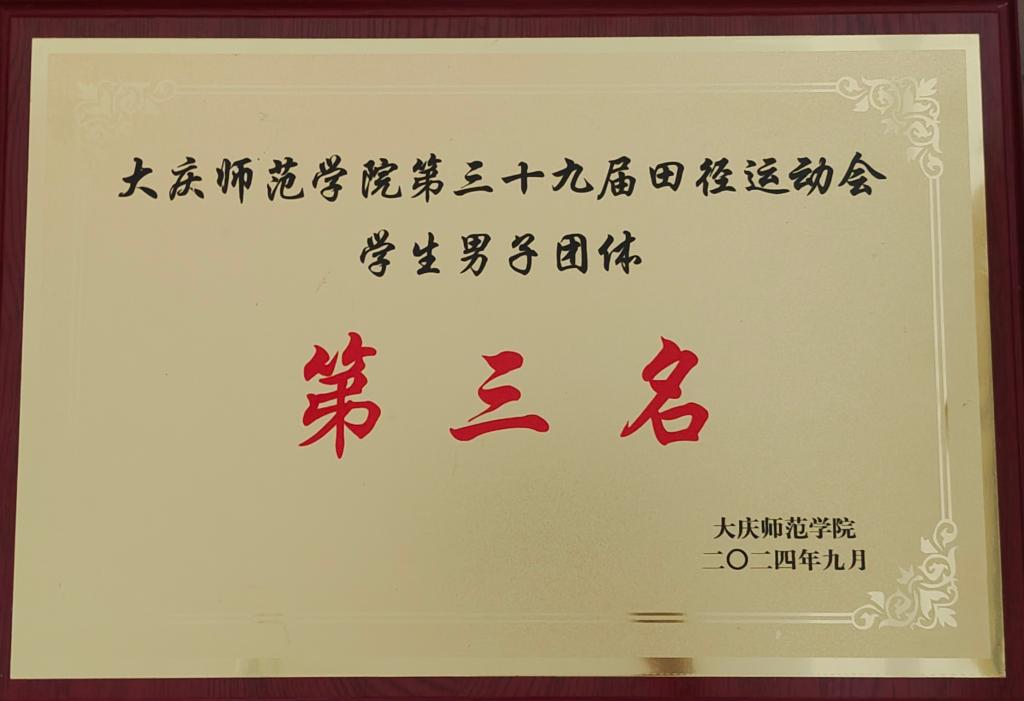 大庆师范学院第三十九届田径运动会
学生男子团体
第三名
大庆师范学院
二〇二四年九月